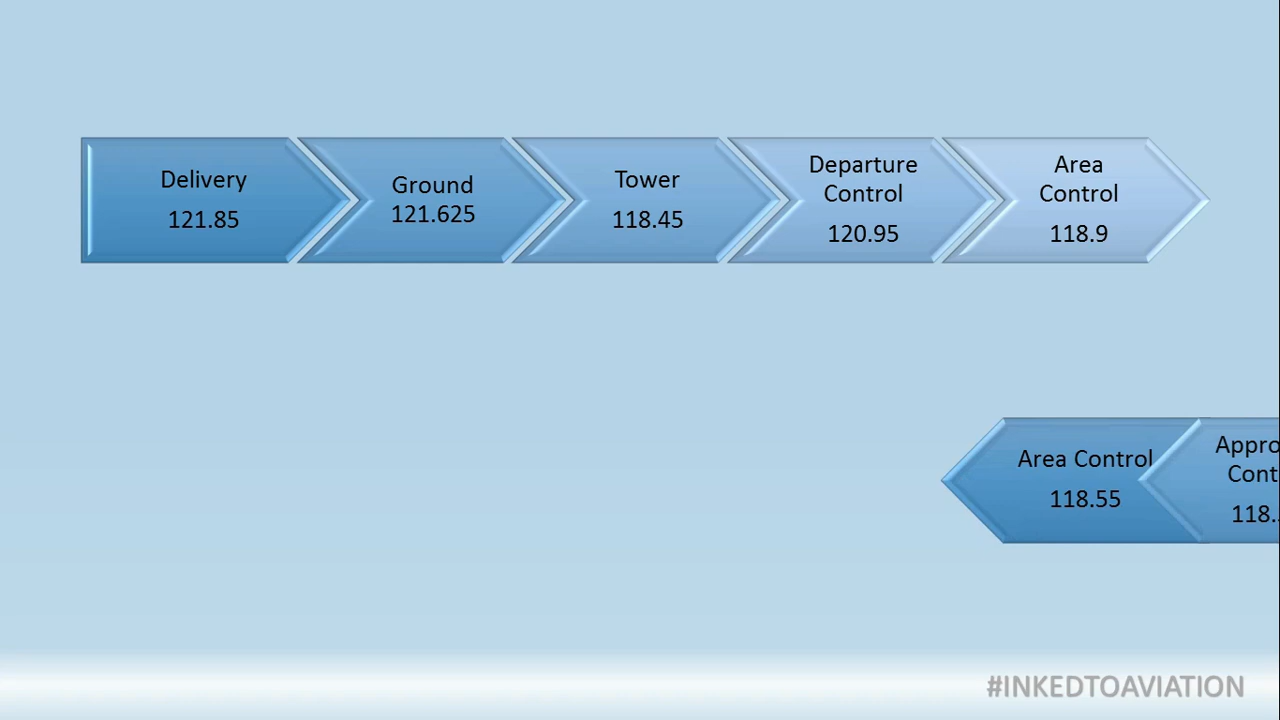 Delivery
121.85
Ground
121.625
Tower
118.45
Departure
Control
120.95
Area
Control
118.9
Area Control
118.55
#INKEDTOAVIATION